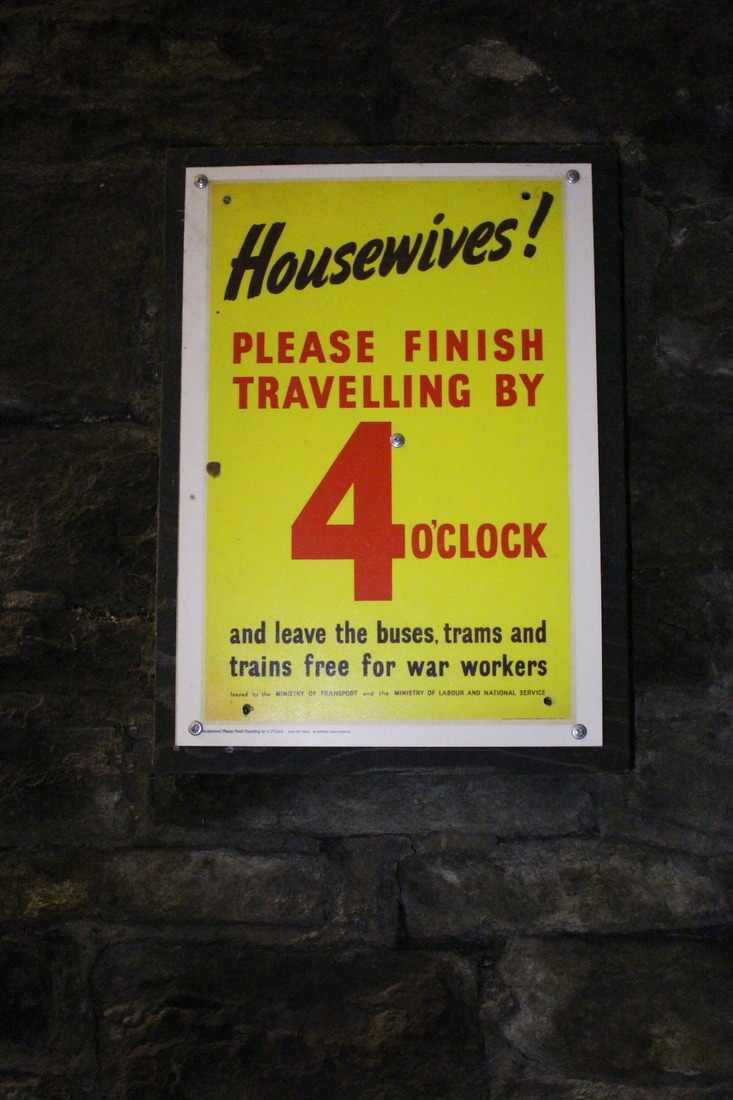 Housewives!
PLEASE FINISH
TRAVELLING BY
4 O'CLOCK
and leave the buses, trams and
trains free for war workers
Issued by the MINISTRY OF TRANSPORT and the MINISTRY OF LABOUR AND NATIONAL SERVICE